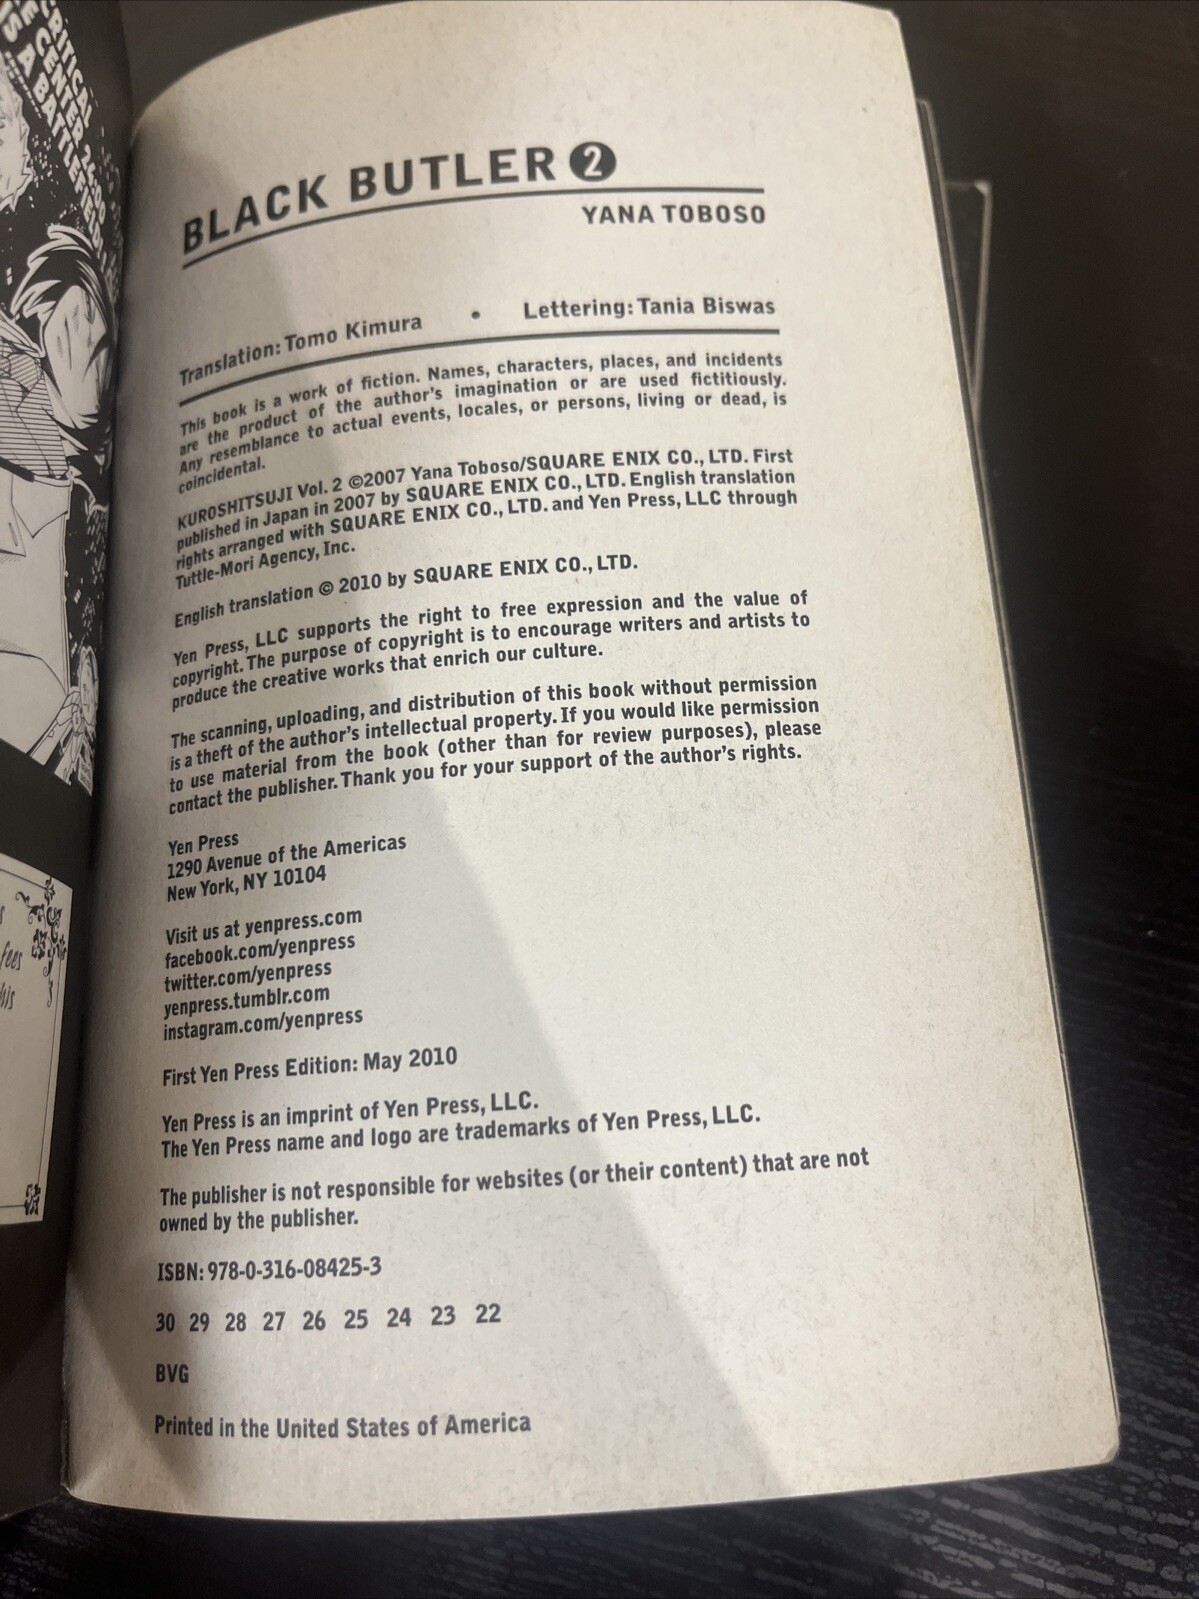 CRITICAL
CENTER
IS A BATTLE
fees
his
BLACK BUTLER 2
YANA TOBOSO
Translation: Tomo Kimura • Lettering: Tania Biswas
This book is a work of fiction. Names, characters, places, and incidents
are the product of the author's imagination or are used fictitiously.
Any resemblance to actual events, locales, or persons, living or dead, is
coincidental.
KUROSHITSUJI Vol. 2 ©2007 Yana Toboso/SQUARE ENIX CO., LTD. First
published in Japan in 2007 by SQUARE ENIX CO., LTD. English translation
rights arranged with SQUARE ENIX CO., LTD. and Yen Press, LLC through
Tuttle-Mori Agency, Inc.
English translation © 2010 by SQUARE ENIX CO., LTD.
Yen Press, LLC supports the right to free expression and the value of
copyright. The purpose of copyright is to encourage writers and artists to
produce the creative works that enrich our culture.
The scanning, uploading, and distribution of this book without permission
is a theft of the author's intellectual property. If you would like permission
to use material from the book (other than for review purposes), please
contact the publisher. Thank you for your support of the author's rights.
Yen Press
1290 Avenue of the Americas
New York, NY 10104
Visit us at yenpress.com
facebook.com/yenpress
twitter.com/yenpress
yenpress.tumblr.com
instagram.com/yenpress
First Yen Press Edition: May 2010
Yen Press is an imprint of Yen Press, LLC.
The Yen Press name and logo are trademarks of Yen Press, LLC.
The publisher is not responsible for websites (or their content) that are not
owned by the publisher.
ISBN: 978-0-316-08425-3
30 29 28 27 26 25 24 23 22
BVG
Printed in the United States of America